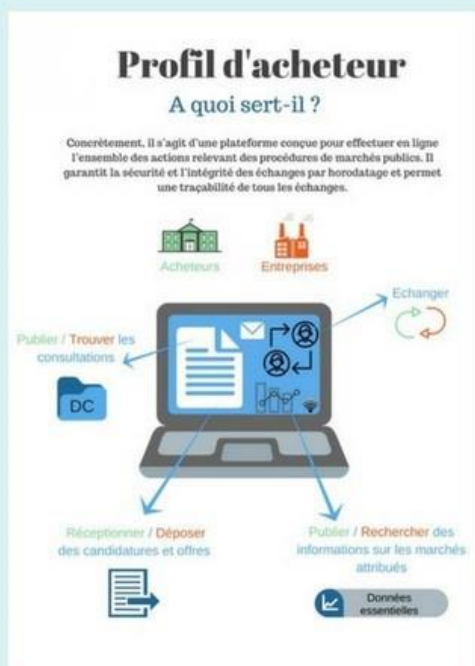 Profil d'acheteur
A quoi sert-il ?
Concrètement, il s'agit d'une plateforme conçue pour effectuer en ligne
l'ensemble des actions relevant des procédures de marchés publics. Il
garantit la sécurité et l'intégrité des échanges par horodatage et permet
une traçabilité de tous les échanges.
Acheteurs
Entreprises
Echanger
Publier / Trouver les
consultations
DC
Réceptionner / Déposer
des candidatures et offres
Publier / Rechercher des
informations sur les marchés
attribués
Données
essentielles